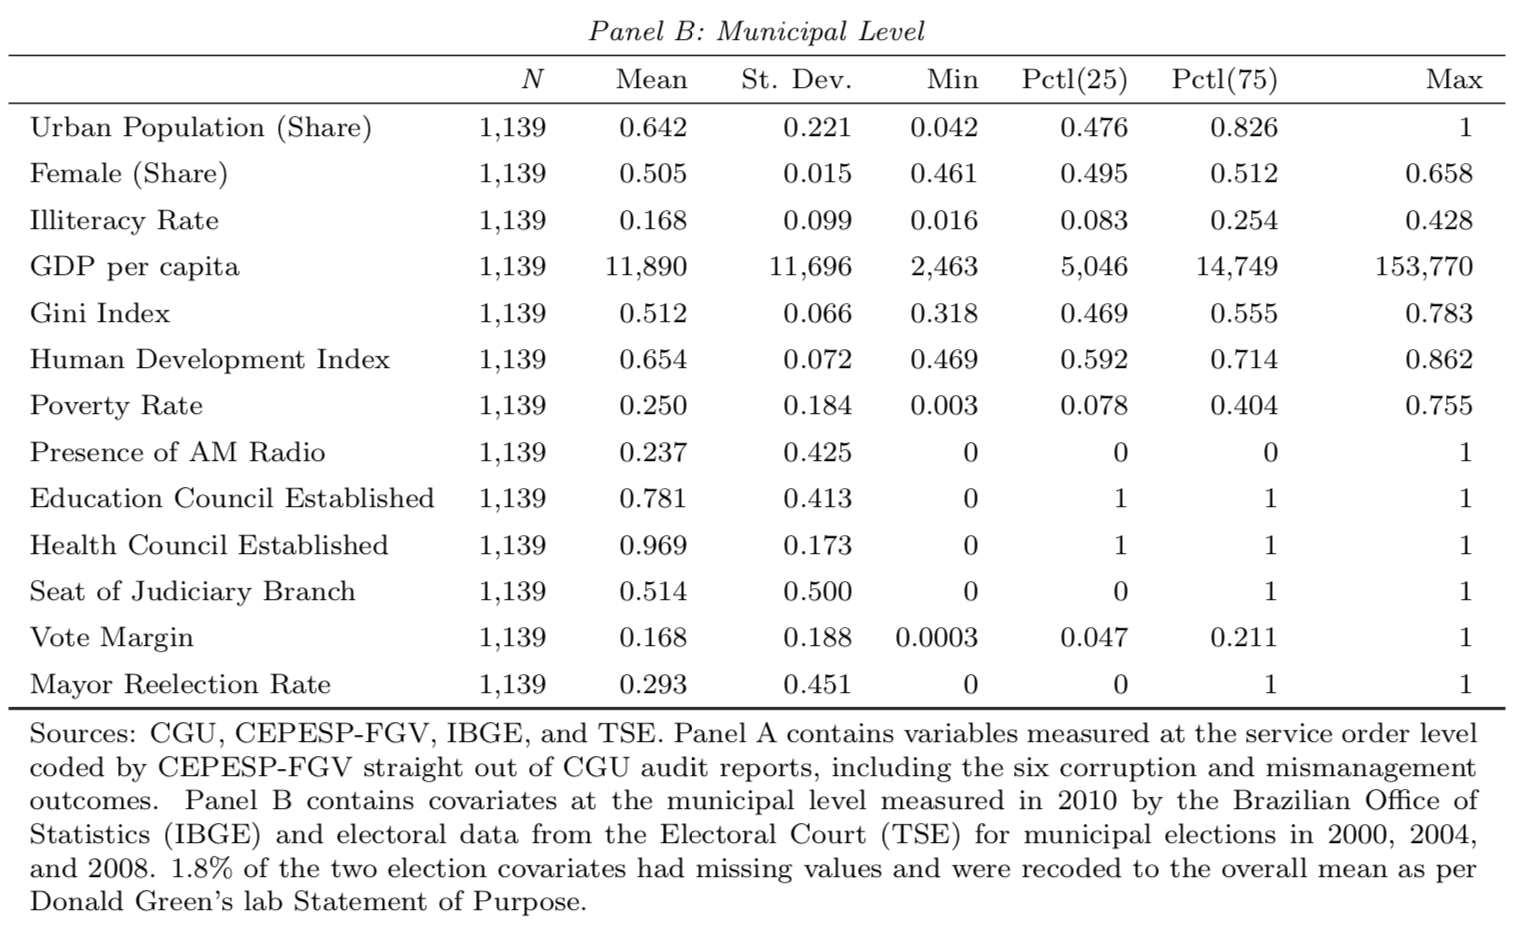 Panel B: Municipal Level
N Mean St. Dev. Min Pctl(25) Pctl(75) Max
Urban Population (Share) 1,139 0.642 0.221 0.042 0.476 0.826 1
Female (Share) 1,139 0.505 0.015 0.461 0.495 0.512 0.658
Illiteracy Rate 1,139 0.168 0.099 0.016 0.083 0.254 0.428
GDP per capita 1,139 11,890 11,696 2,463 5,046 14,749 153,770
Gini Index 1,139 0.512 0.066 0.318 0.469 0.555 0.783
Human Development Index 1,139 0.654 0.072 0.469 0.592 0.714 0.862
Poverty Rate 1,139 0.250 0.184 0.003 0.078 0.404 0.755
Presence of AM Radio 1,139 0.237 0.425 0 0 0 1
Education Council Established 1,139 0.781 0.413 0 1 1 1
Health Council Established 1,139 0.969 0.173 0 1 1 1
Seat of Judiciary Branch 1,139 0.514 0.500 0 0 1 1
Vote Margin 1,139 0.168 0.188 0.0003 0.047 0.211 1
Mayor Reelection Rate 1,139 0.293 0.451 0 0 1 1
Sources: CGU, CEPESP-FGV, IBGE, and TSE. Panel A contains variables measured at the service order level
coded by CEPESP-FGV straight out of CGU audit reports, including the six corruption and mismanagement
outcomes. Panel B contains covariates at the municipal level measured in 2010 by the Brazilian Office of
Statistics (IBGE) and electoral data from the Electoral Court (TSE) for municipal elections in 2000, 2004,
and 2008. 1.8% of the two election covariates had missing values and were recoded to the overall mean as per
Donald Green's lab Statement of Purpose.